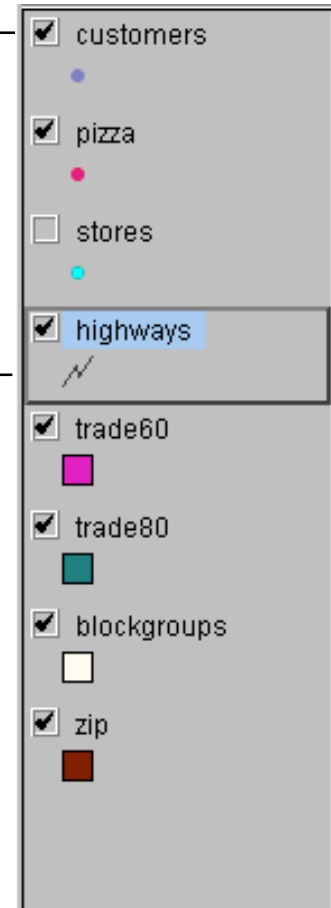 customers
pizza
stores
highways
trade60
trade80
blockgroups
zip